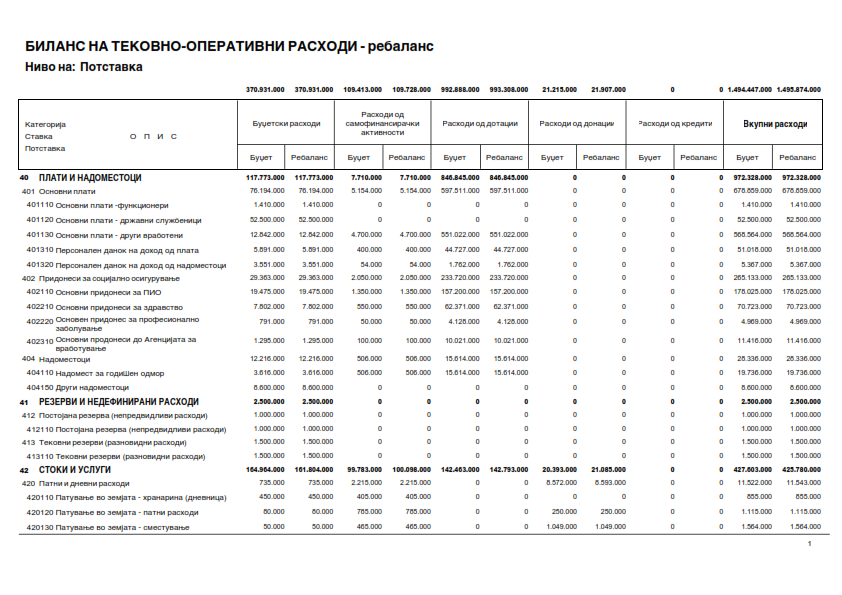 БИЛАНС НА ТЕКОВНО-ОПЕРАТИВНИ РАСХОДИ - ребаланс
Ниво на: Потставка
370.931.000 370.931.000 109.413.000 109.728.000 992.888.000 993.308.000 21.215.000 21.907.000 0 0 1.494.447.000 1.495.874.000
Категорија
Ставка О П И С
Потставка
Буџетски расходи
Расходи од
самофинансирачки
активности
Расходи од дотации
Расходи од донации
Расходи од кредити
Вкупни расходи
Буџет Ребаланс Буџет Ребаланс Буџет Ребаланс Буџет Ребаланс Буџет Ребаланс Буџет Ребаланс
40 ПЛАТИ И НАДОМЕСТОЦИ 117.773.000 117.773.000 7.710.000 7.710.000 846.845.000 846.845.000 0 0 0 0 972.328.000 972.328.000
401 Основни плати 76.194.000 76.194.000 5.154.000 5.154.000 597.511.000 597.511.000 0 0 0 0 678.859.000 678.859.000
401110 Основни плати -функционери 1.410.000 1.410.000 0 0 0 0 0 0 0 0 1.410.000 1.410.000
401120 Основни плати - државни службеници 52.500.000 52.500.000 0 0 0 0 0 0 0 0 52.500.000 52.500.000
401130 Основни плати - други вработени 12.842.000 12.842.000 4.700.000 4.700.000 551.022.000 551.022.000 0 0 0 0 568.564.000 568.564.000
401310 Персонален данок на доход од плата 5.891.000 5.891.000 400.000 400.000 44.727.000 44.727.000 0 0 0 0 51.018.000 51.018.000
401320 Персонален данок на доход од надоместоци 3.551.000 3.551.000 54.000 54.000 1.762.000 1.762.000 0 0 0 0 5.367.000 5.367.000
402 Придонеси за социјално осигурување 29.363.000 29.363.000 2.050.000 2.050.000 233.720.000 233.720.000 0 0 0 0 265.133.000 265.133.000
402110 Основни придонеси за ПИО 19.475.000 19.475.000 1.350.000 1.350.000 157.200.000 157.200.000 0 0 0 0 178.025.000 178.025.000
402210 Основни придонеси за здравство 7.802.000 7.802.000 550.000 550.000 62.371.000 62.371.000 0 0 0 0 70.723.000 70.723.000
402220 Основен придонес за професионално
заболување 791.000 791.000 50.000 50.000 4.128.000 4.128.000 0 0 0 0 4.969.000 4.969.000
402310 Основни продонеси до Агенцијата за
вработување 1.295.000 1.295.000 100.000 100.000 10.021.000 10.021.000 0 0 0 0 11.416.000 11.416.000
404 Надоместоци 12.216.000 12.216.000 506.000 506.000 15.614.000 15.614.000 0 0 0 0 28.336.000 28.336.000
404110 Надомест за годиШен одмор 3.616.000 3.616.000 506.000 506.000 15.614.000 15.614.000 0 0 0 0 19.736.000 19.736.000
404150 Други надоместоци 8.600.000 8.600.000 0 0 0 0 0 0 0 0 8.600.000 8.600.000
41 РЕЗЕРВИ И НЕДЕФИНИРАНИ РАСХОДИ 2.500.000 2.500.000 0 0 0 0 0 0 0 0 2.500.000 2.500.000
412 Постојана резерва (непредвидливи расходи) 1.000.000 1.000.000 0 0 0 0 0 0 0 0 1.000.000 1.000.000
412110 Постојана резерва (непредвидливи расходи) 1.000.000 1.000.000 0 0 0 0 0 0 0 0 1.000.000 1.000.000
413 Тековни резерви (разновидни расходи) 1.500.000 1.500.000 0 0 0 0 0 0 0 0 1.500.000 1.500.000
413110 Тековни резерви (разновидни расходи) 1.500.000 1.500.000 0 0 0 0 0 0 0 0 1.500.000 1.500.000
42 СТОКИ И УСЛУГИ 164.964.000 161.804.000 99.783.000 100.098.000 142.463.000 142.793.000 20.393.000 21.085.000 0 0 427.603.000 425.780.000
420 Патни и дневни расходи 735.000 735.000 2.215.000 2.215.000 0 0 8.572.000 8.593.000 0 0 11.522.000 11.543.000
420110 Патување во земјата - хранарина (дневница) 450.000 450.000 405.000 405.000 0 0 0 0 0 0 855.000 855.000
420120 Патување во земјата - патни расходи 80.000 80.000 785.000 785.000 0 0 250.000 250.000 0 0 1.115.000 1.115.000
420130 Патување во земјата - сместување 50.000 50.000 465.000 465.000 0 0 1.049.000 1.049.000 0 0 1.564.000 1.564.000
1